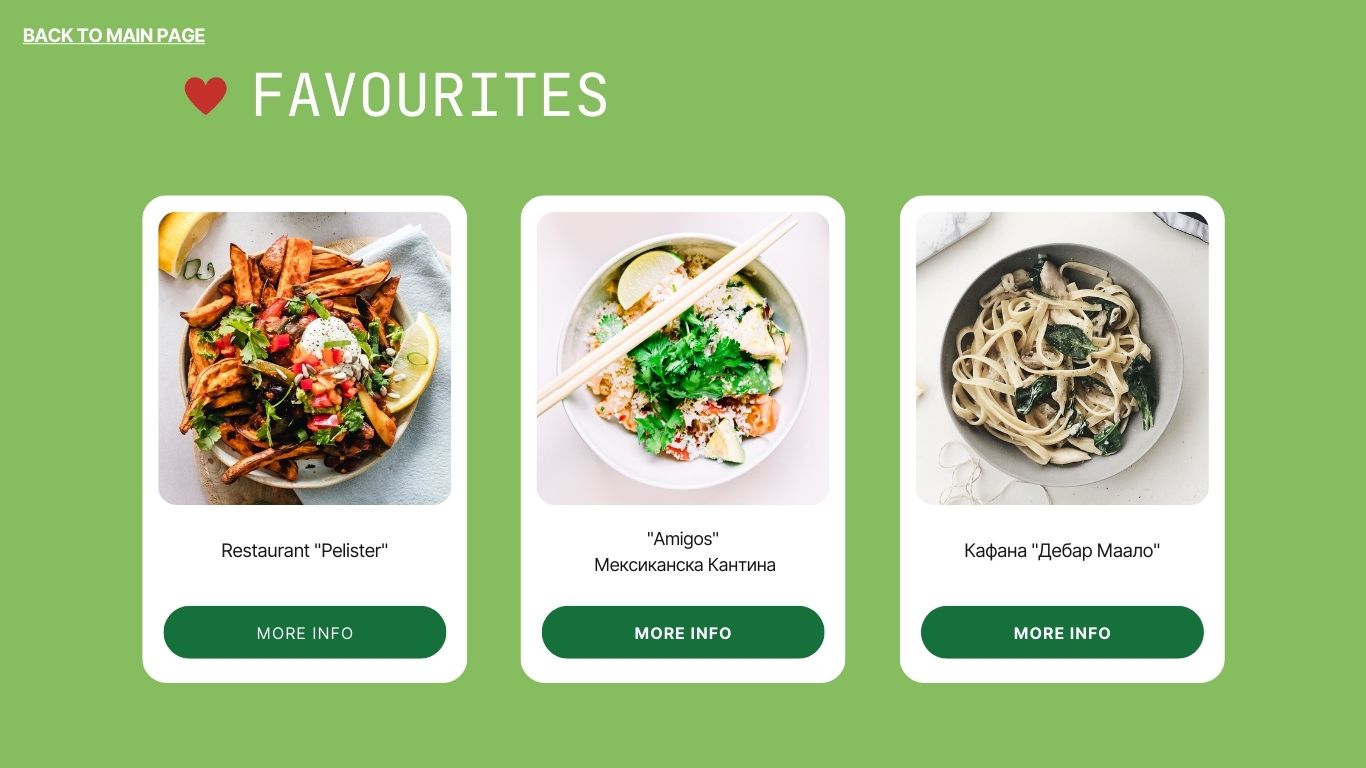 BACK TO MAIN PAGE
FAVOURITES
Restaurant "Pelister"
"Amigos"
Мексиканска Кантина
Кафана "Дебар Маало"
MORE INFO
MORE INFO
MORE INFO